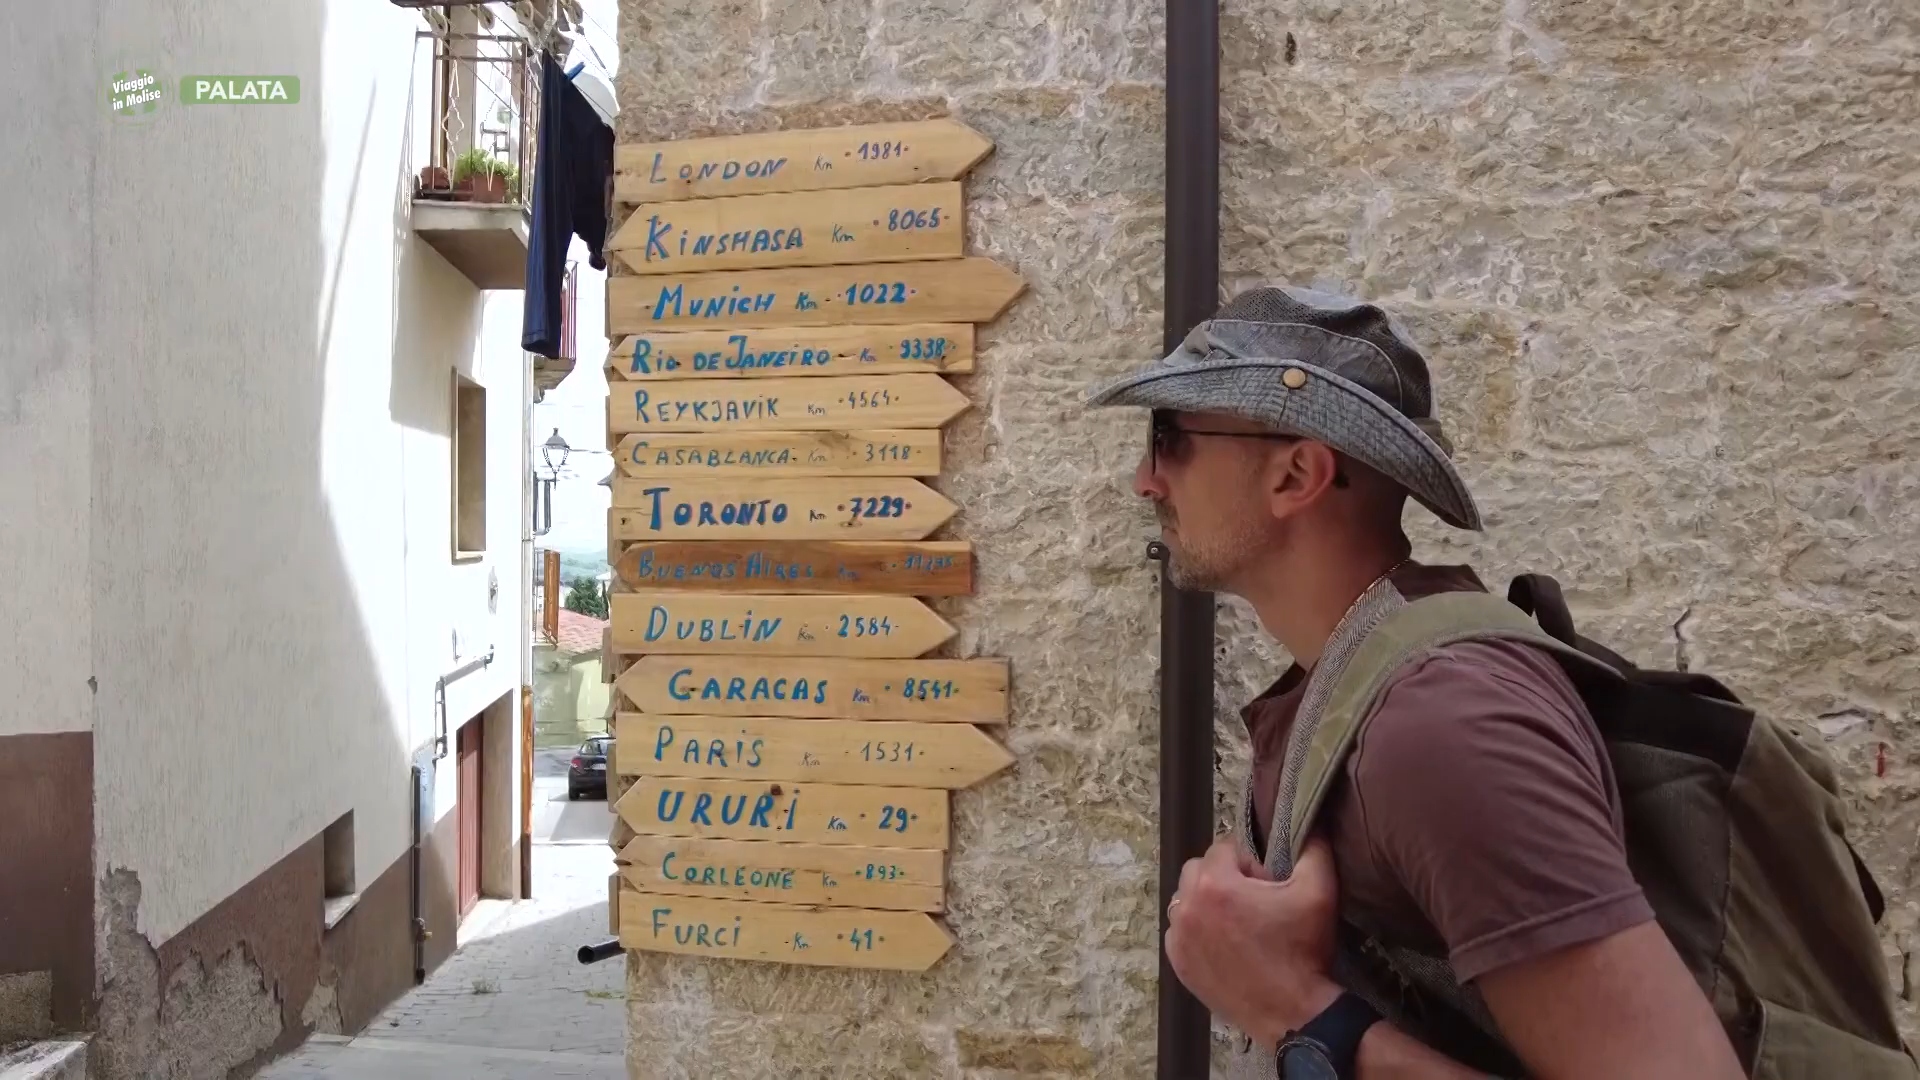 Viaggio
in Molise
PALATA
LONDON Km 1981
KiNSHASA Km 8065
MUNiCH Km 1022
Rio DE JANEiRO Km 9338
REYKJAViK Km 4564
CASABLANCA Km 3118
TORONTO Km 7229
BUENOS AIRES Km
DUBLiN Km 2584
CARACAS Km 8541
PARiS Km 1531
URURi Km 29
CORLEONE Km 893
FURCi Km 41